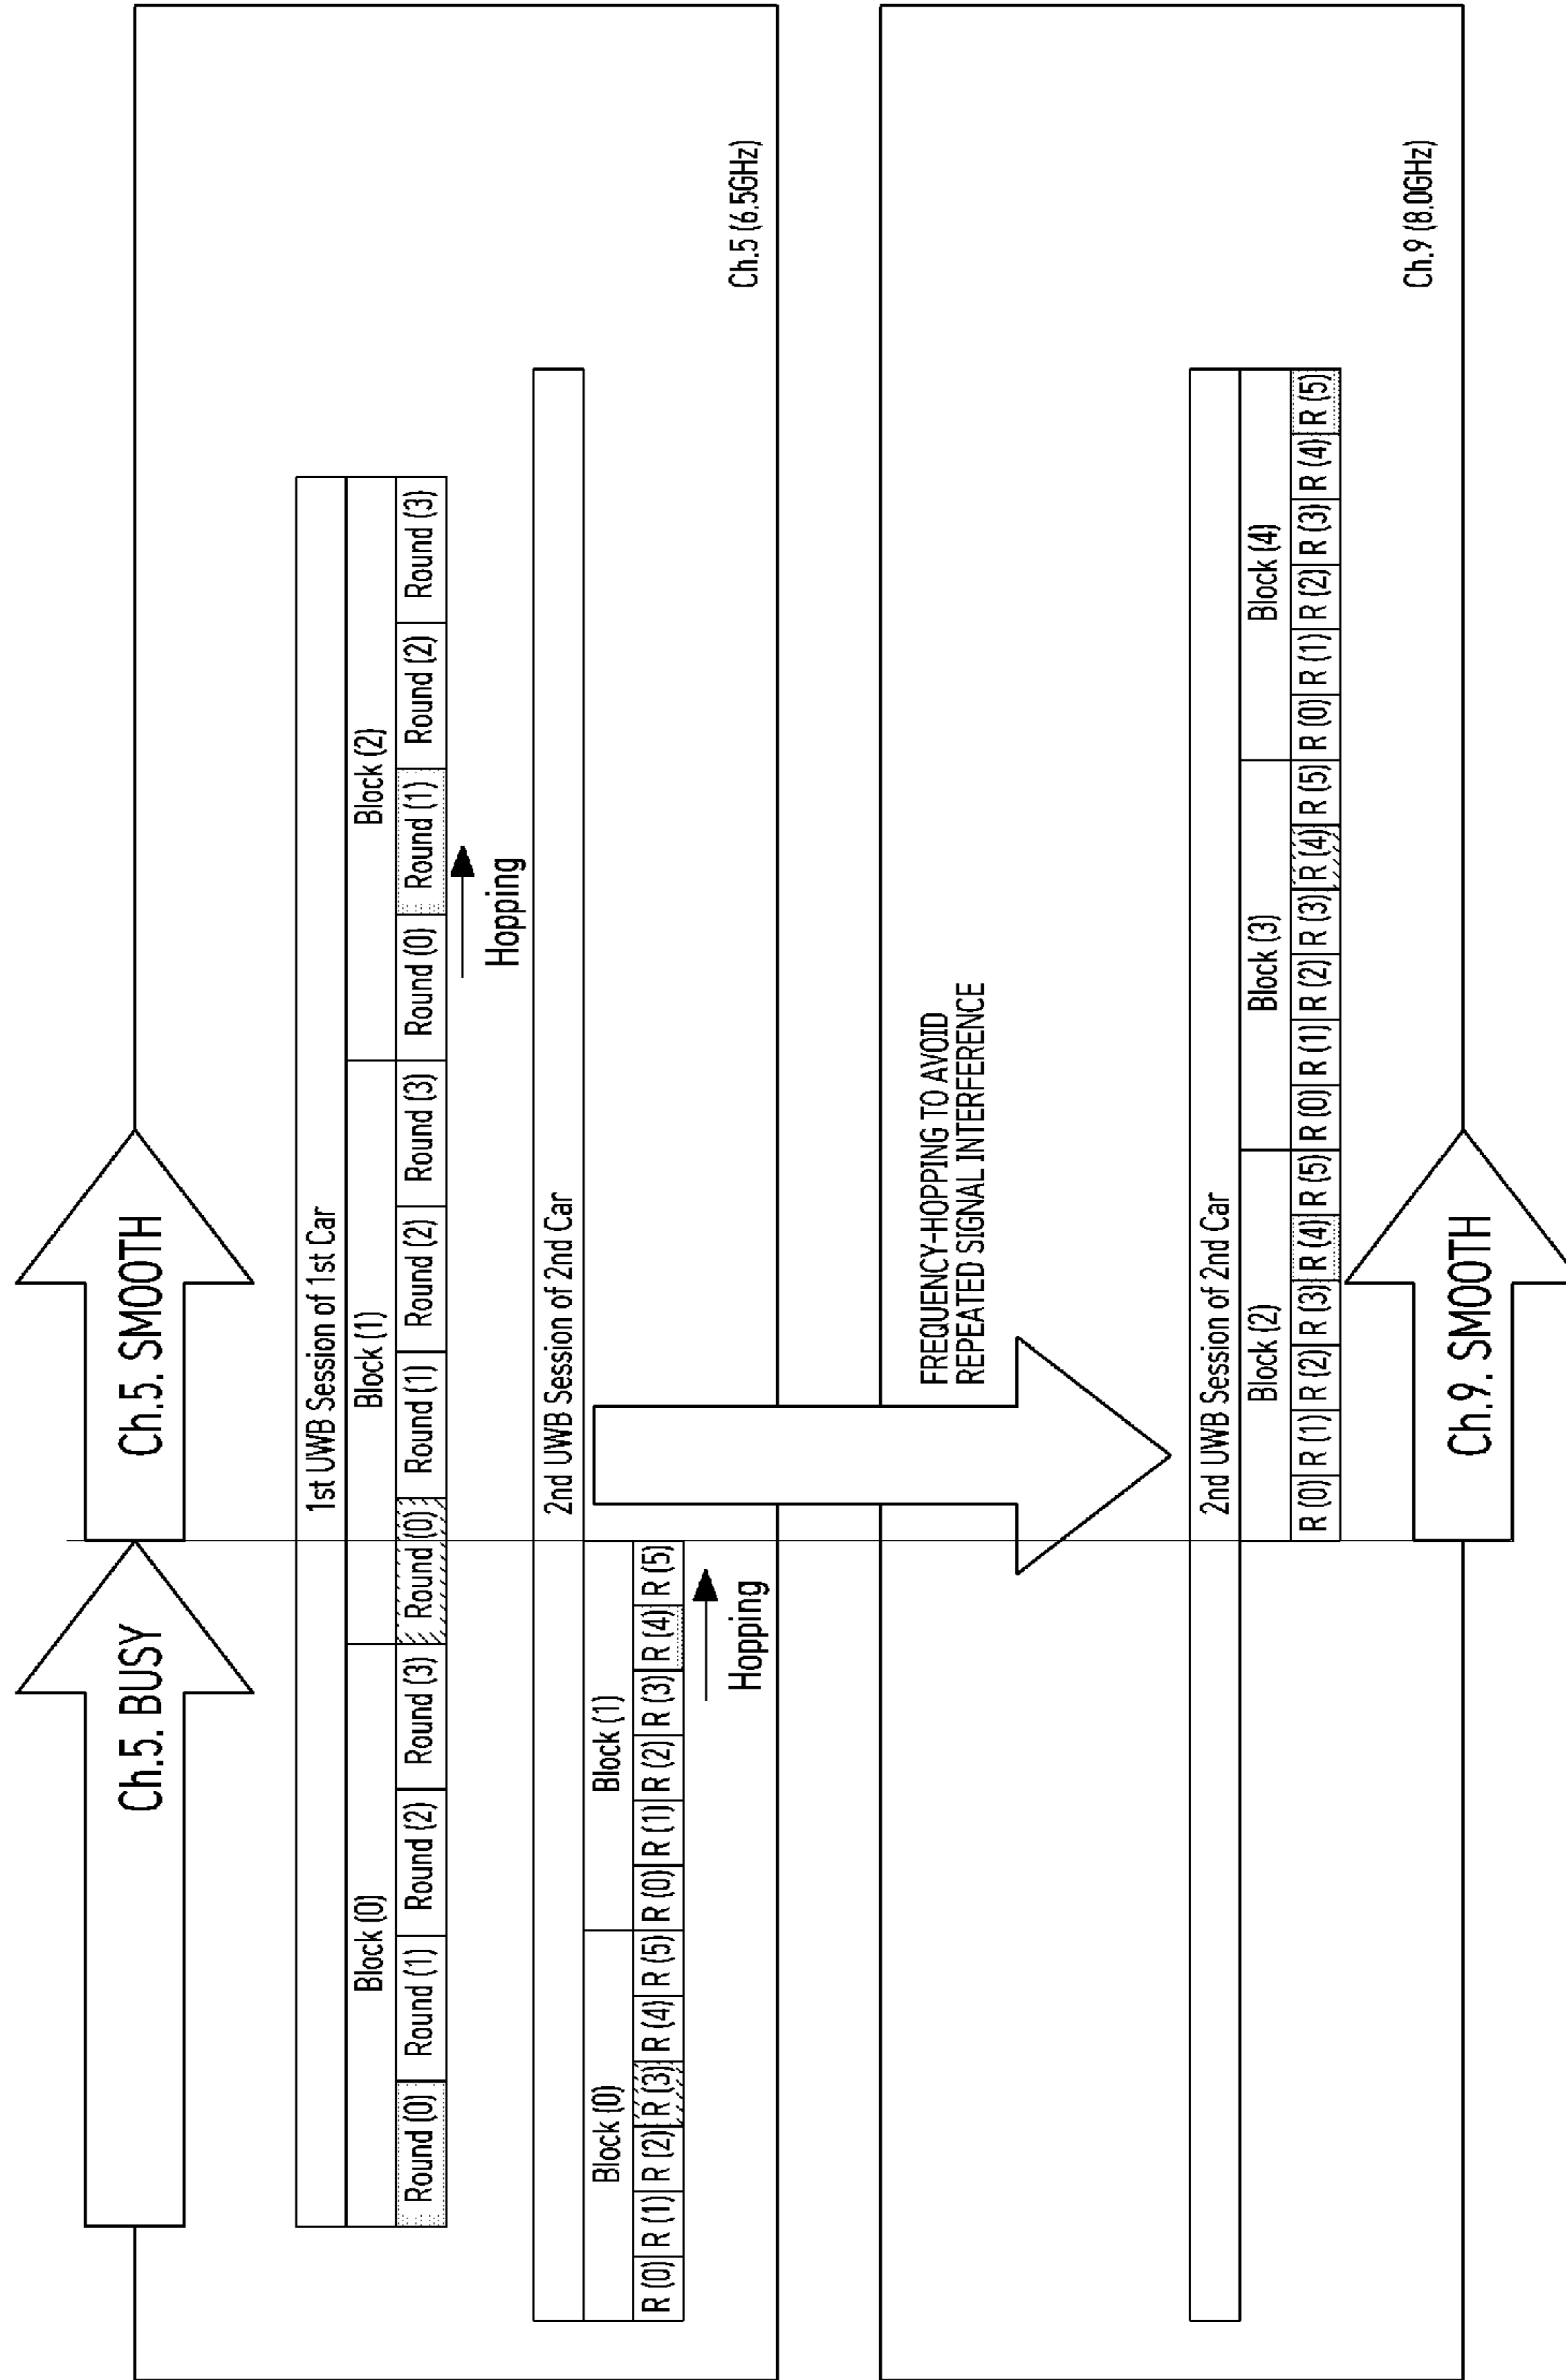 Ch.5. BUSY
Ch.5. SMOOTH
1st UWB Session of 1st Car
Block (0) Block (1) Block (2)
Round (0) Round (1) Round (2) Round (3) Round (0) Round (1) Round (2) Round (3) Round (0) Round (1) Round (2) Round (3)
Hopping
2nd UWB Session of 2nd Car
Block (0) Block (1)
R (0) R (1) R (2) R (3) R (4) R (5) R (0) R (1) R (2) R (3) R (4) R (5)
Hopping
Ch.5 (6.5GHz)
FREQUENCY-HOPPING TO AVOID
REPEATED SIGNAL INTERFERENCE
2nd UWB Session of 2nd Car
Block (2) Block (3) Block (4)
R (0) R (1) R (2) R (3) R (4) R (5) R (0) R (1) R (2) R (3) R (4) R (5) R (0) R (1) R (2) R (3) R (4) R (5)
Ch.9 (8.0GHz)
Ch.9. SMOOTH